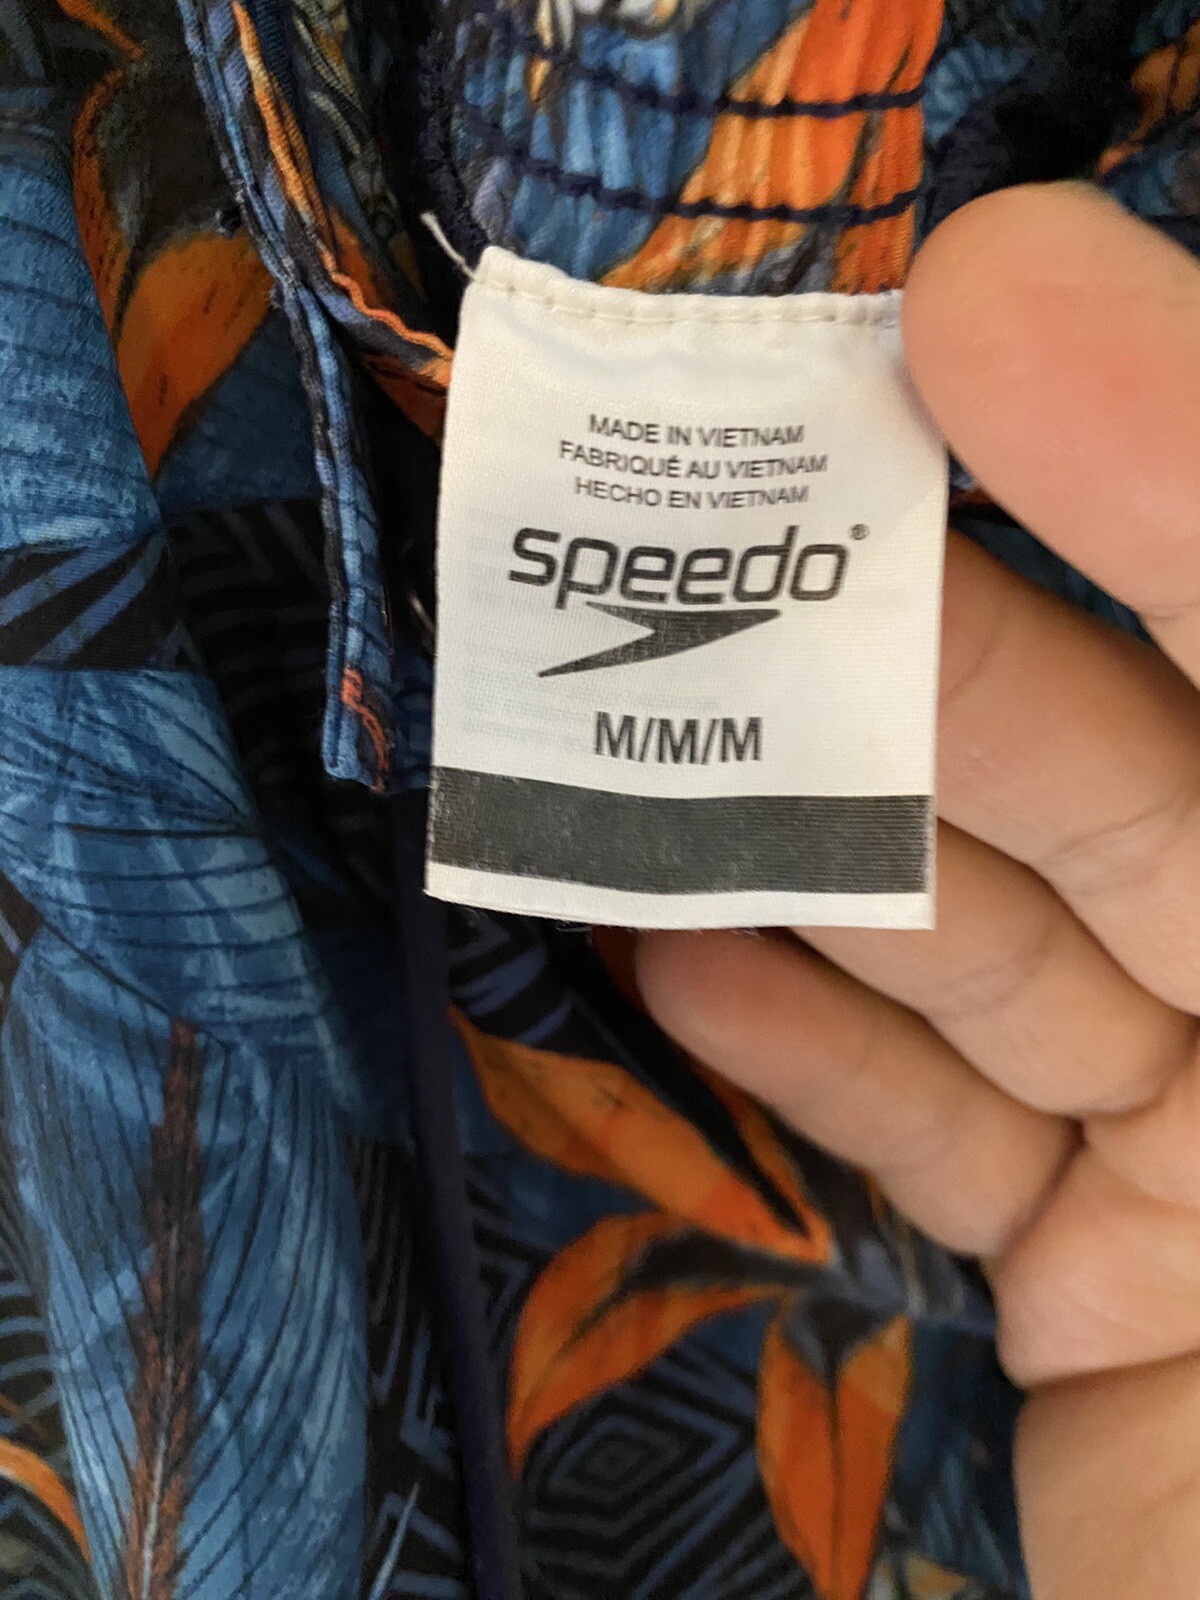 MADE IN VIETNAM
FABRIQUÉ AU VIETNAM
HECHO EN VIETNAM
speedo®
M/M/M